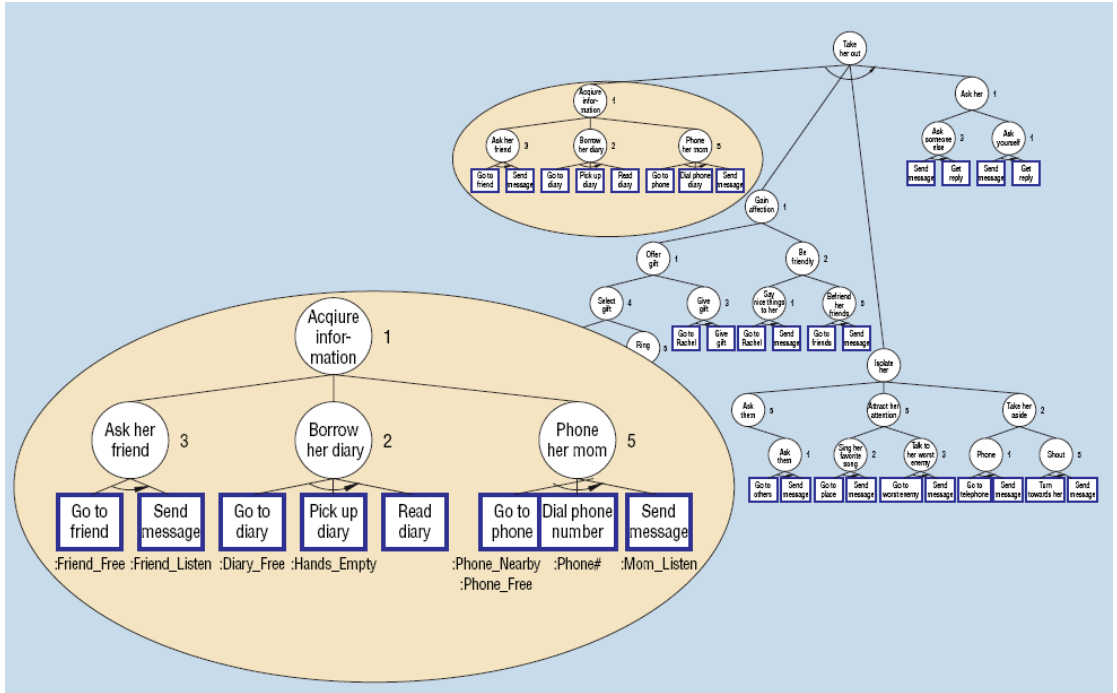 Take
her out
Acqiure
infor-
mation
1
Ask her
1
Ask her
friend
3
Borrow
her diary
2
Phone
her mom
5
Ask
someone
else
3
Ask
yourself
1
Go to
friend
Send
message
Go to
diary
Pick up
diary
Read
diary
Go to
phone
Dial phone
diary
Send
message
Send
message
Get
reply
Send
message
Get
reply
Gain
affection
1
Offer
gift
1
Be
friendly
2
Select
gift
4
Give
gift
3
Say
nice things
to her
1
Befriend
her
friends
5
Ring
5
Go to
Rachel
Give
gift
Go to
Rachel
Send
message
Go to
friends
Send
message
Isolate
her
Ask
them
5
Attract her
attention
5
Take her
aside
2
Ask
them
1
Sing her
favorite
song
2
Talk to
her worst
enemy
3
Phone
1
Shout
5
Go to
others
Send
message
Go to
place
Send
message
Go to
worst enemy
Send
message
Go to
telephone
Send
message
Turn
towards her
Send
message
Acqiure
infor-
mation
1
Ask her
friend
3
Borrow
her diary
2
Phone
her mom
5
Go to
friend
Send
message
Go to
diary
Pick up
diary
Read
diary
Go to
phone
Dial phone
number
Send
message
:Friend_Free
:Friend_Listen
:Diary_Free
:Hands_Empty
:Phone_Nearby
:Phone_Free
:Phone#
:Mom_Listen